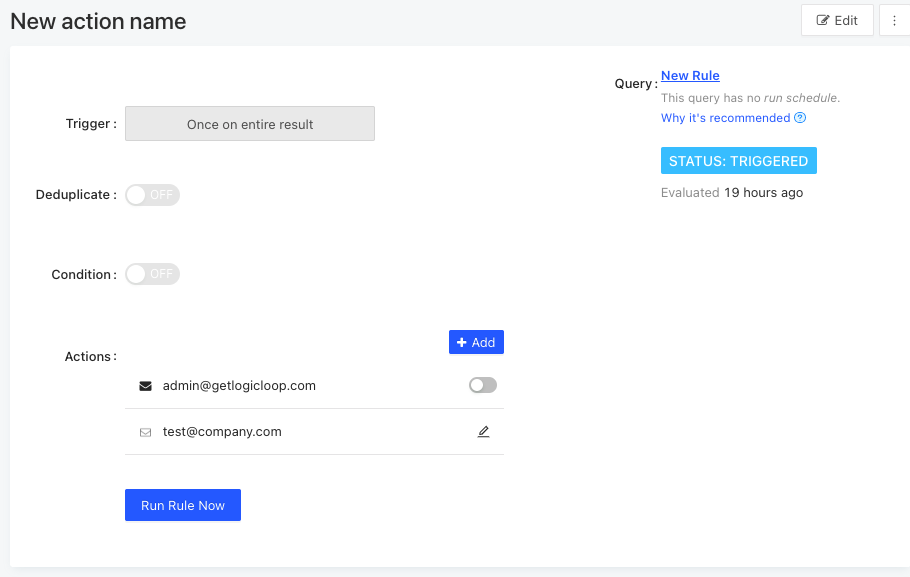 New action name
Edit
Query :
New Rule
This query has no run schedule.
Why it's recommended
Trigger :
Once on entire result
STATUS: TRIGGERED
Evaluated 19 hours ago
Deduplicate :
OFF
Condition :
OFF
Actions :
+ Add
admin@getlogicloop.com
test@company.com
Run Rule Now